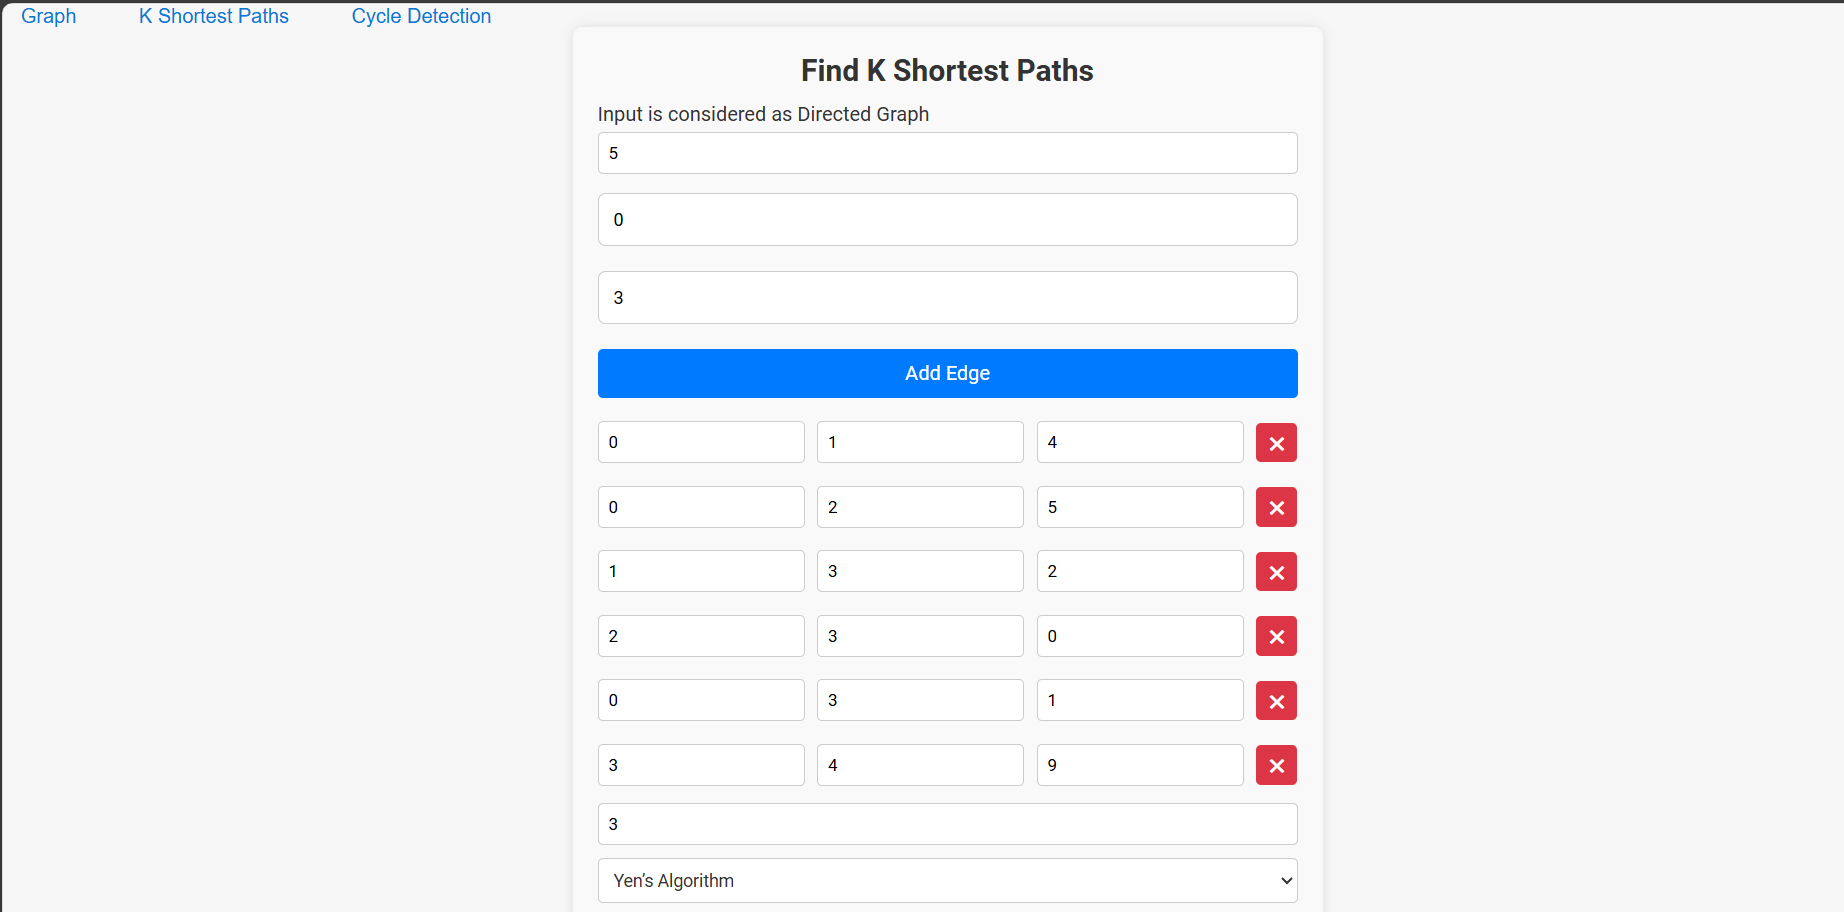 Graph K Shortest Paths Cycle Detection
Find K Shortest Paths
Input is considered as Directed Graph
5
0
3
Add Edge
0 1 4
0 2 5
1 3 2
2 3 0
0 3 1
3 4 9
3
Yen’s Algorithm